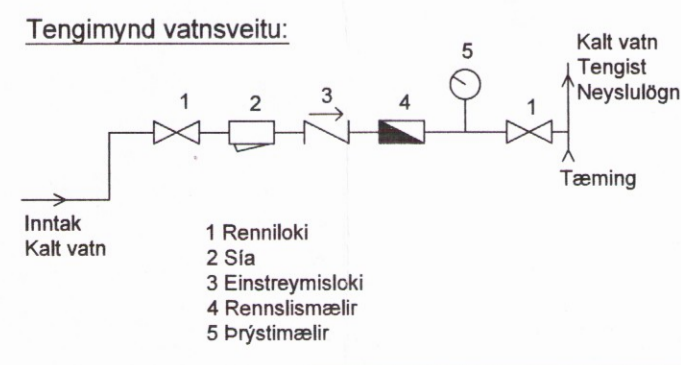 Tengimynd vatnsveitu:
5
Kalt vatn
Tengist
Neyslulögn
1
2
3
4
1
Tæming
Inntak
Kalt vatn
1 Renniloki
2 Sía
3 Einstreymisloki
4 Rennslismælir
5 Þrýstimælir